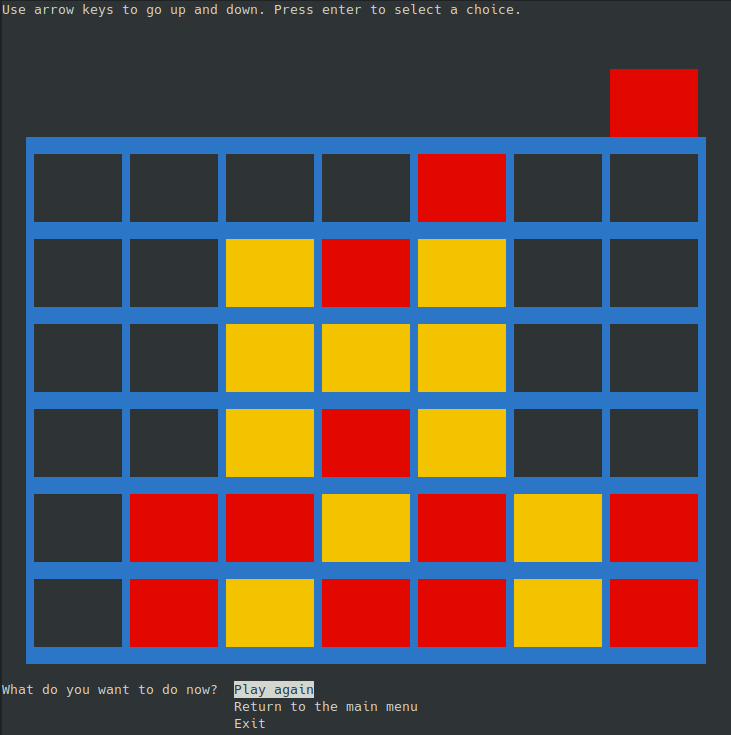 Use arrow keys to go up and down. Press enter to select a choice.
What do you want to do now? Play again
Return to the main menu
Exit